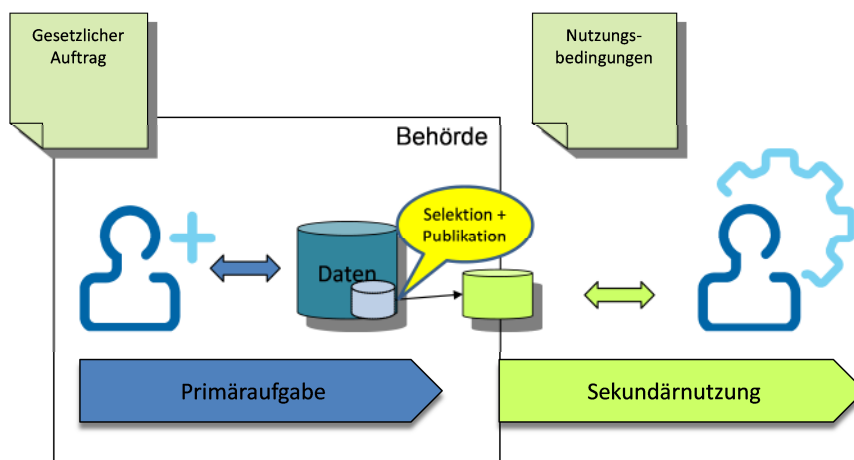 Gesetzlicher
Auftrag
Nutzungs-
bedingungen
Behörde
Selektion +
Publikation
Daten
Primäraufgabe
Sekundärnutzung